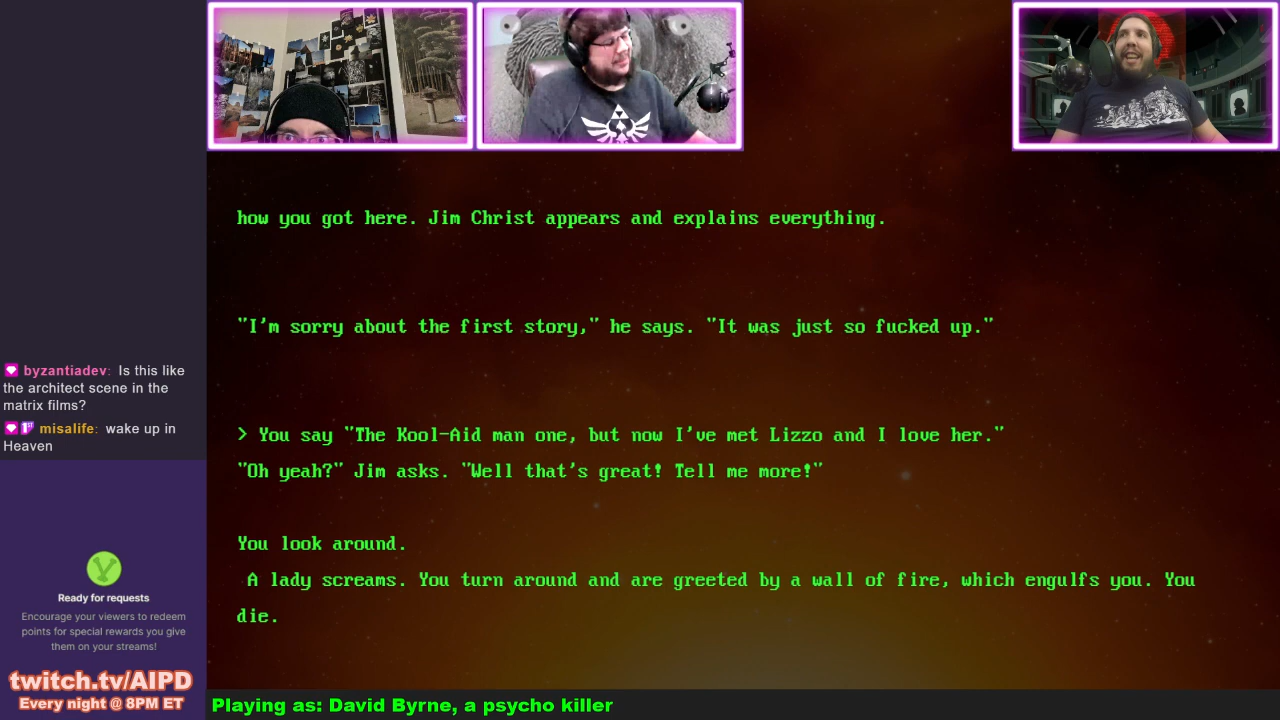 how you got here. Jim Christ appears and explains everything.
"I'm sorry about the first story," he says. "It was just so fucked up."
> You say "The Kool-Aid man one, but now I've met Lizzo and I love her."
"Oh yeah?" Jim asks. "Well that's great! Tell me more!"
You look around.
A lady screams. You turn around and are greeted by a wall of fire, which engulfs you. You
die.
byzantiadev: Is this like
the architect scene in the
matrix films?
misalife: wake up in
Heaven
Ready for requests
Encourage your viewers to redeem
points for special rewards you give
them on your streams!
twitch.tv/AIPD
Every night @ 8PM ET
Playing as: David Byrne, a psycho killer